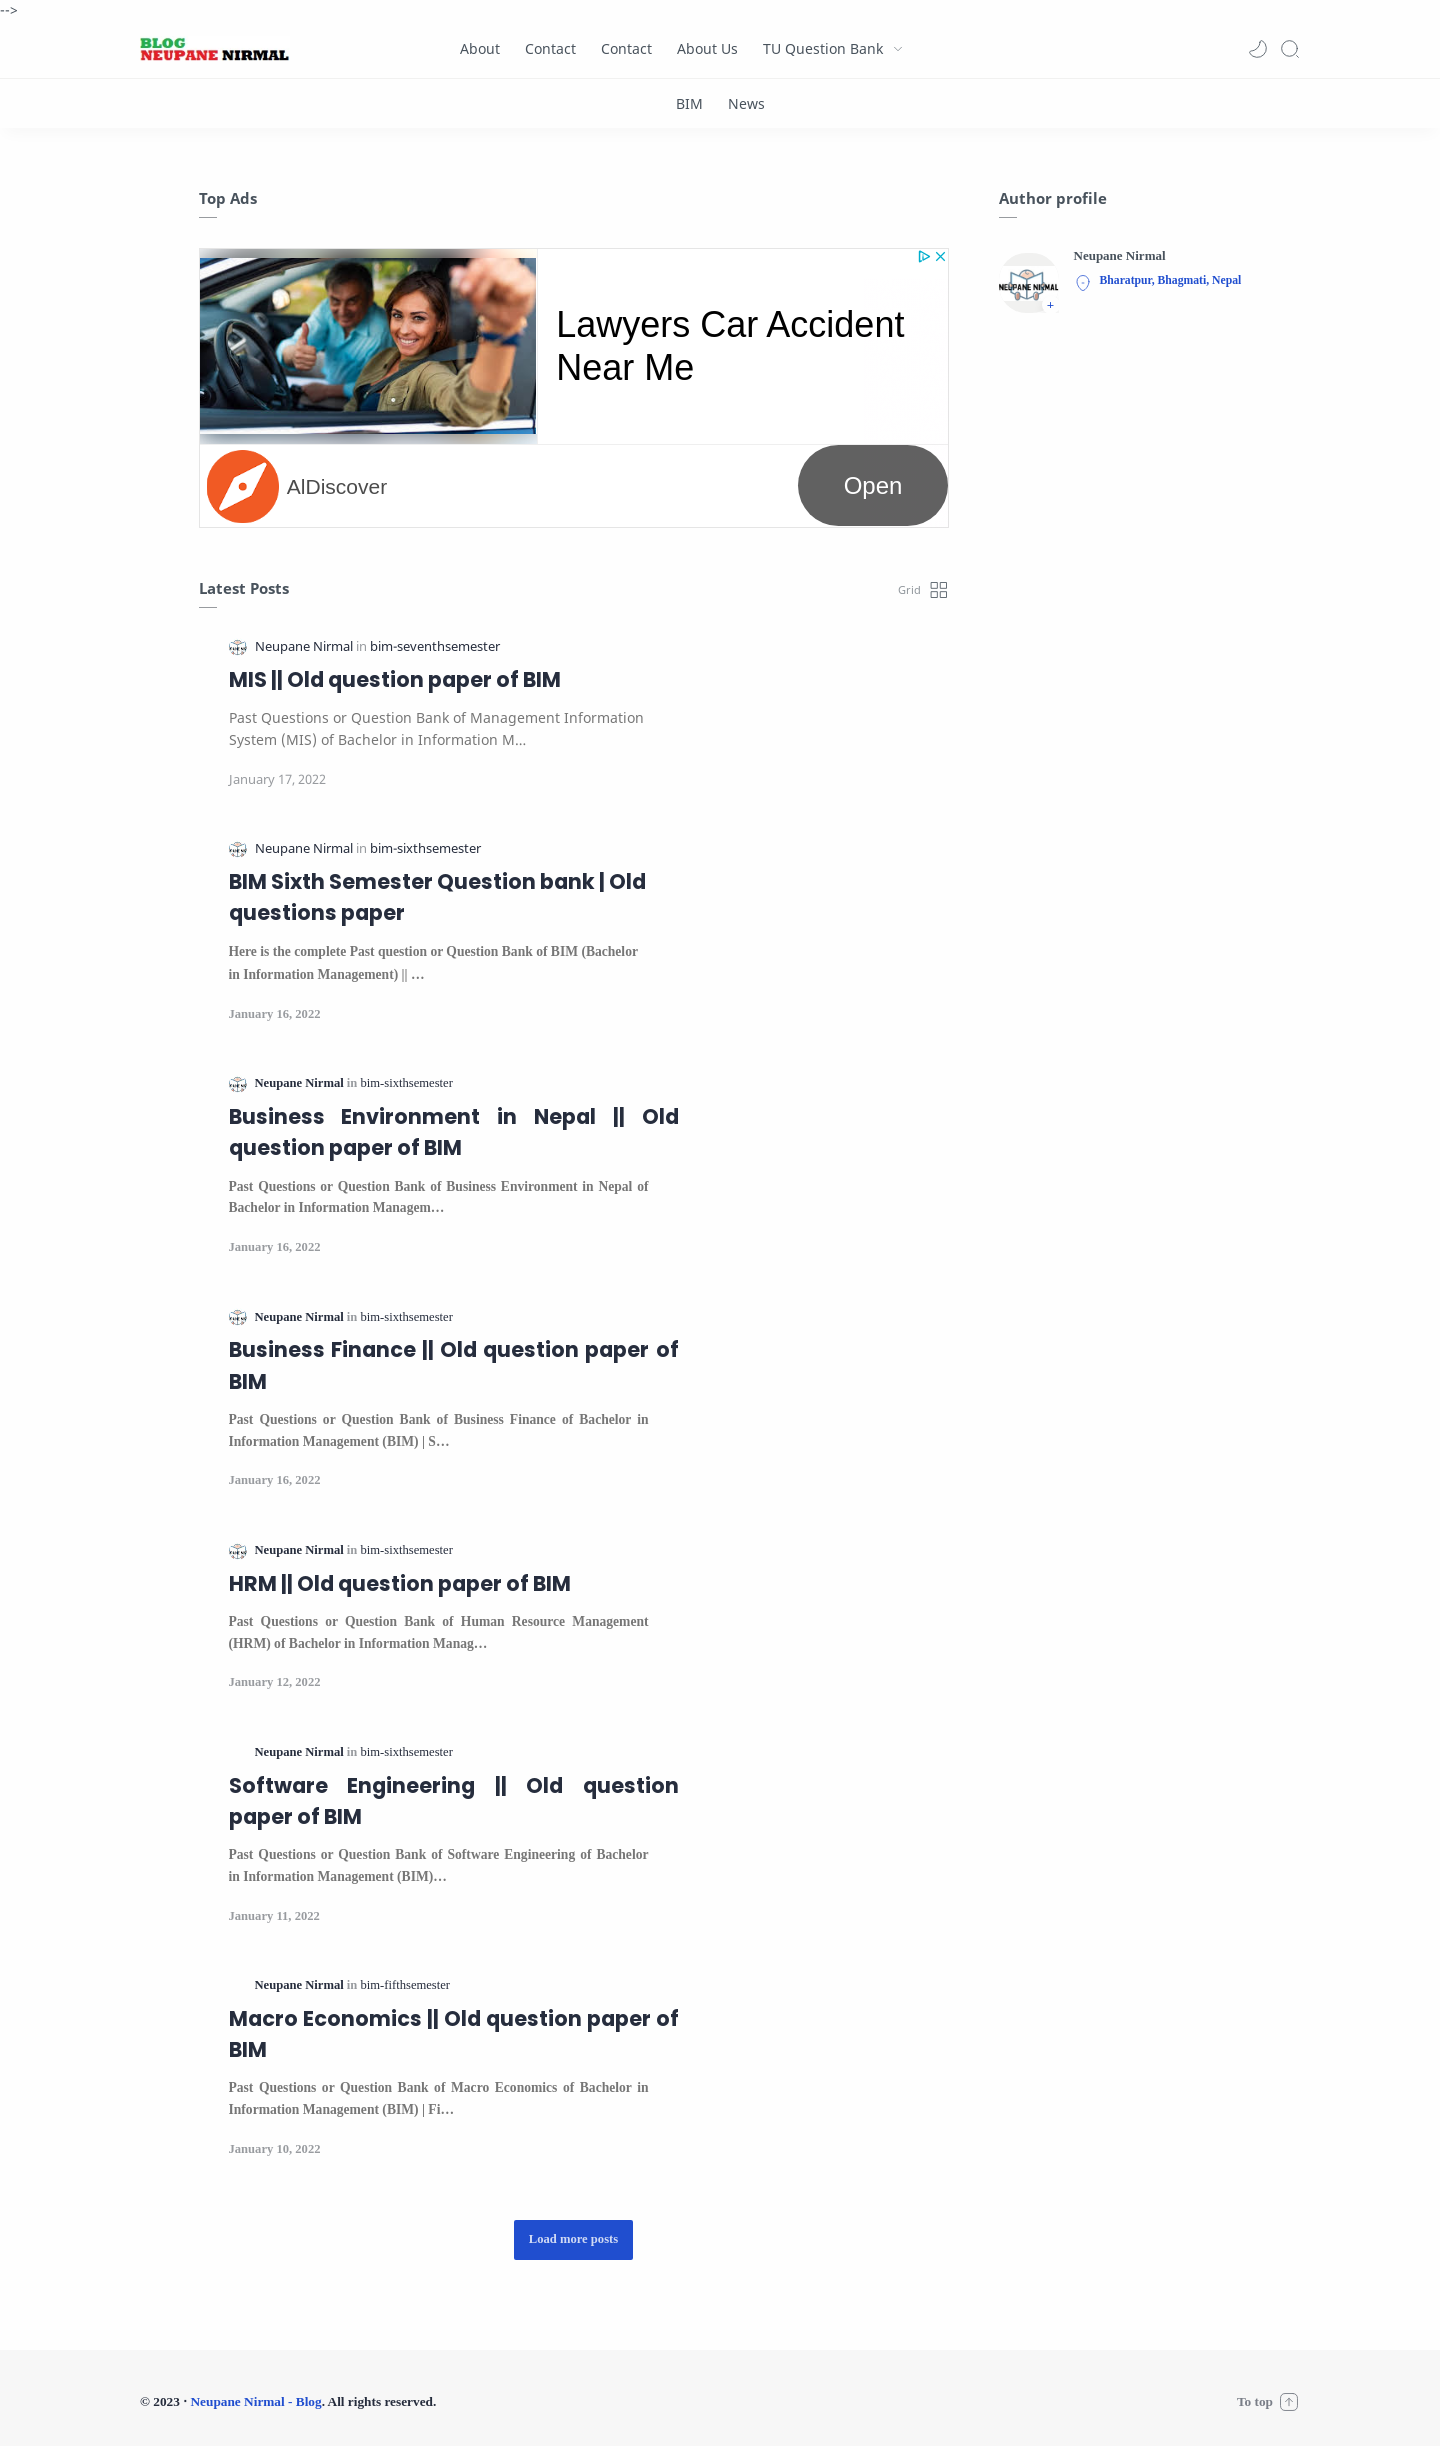 -->
BLOG
NEUPANE NIRMAL
About Contact Contact About Us TU Question Bank
BIM News
Top Ads
Lawyers Car Accident
Near Me
AlDiscover
Open
Author profile
NEUPANE NIRMAL
Neupane Nirmal
Bharatpur, Bhagmati, Nepal
+
Latest Posts
Grid
Neupane Nirmal in bim-seventhsemester
MIS || Old question paper of BIM
Past Questions or Question Bank of Management Information
System (MIS) of Bachelor in Information M…
January 17, 2022
Neupane Nirmal in bim-sixthsemester
BIM Sixth Semester Question bank | Old
questions paper
Here is the complete Past question or Question Bank of BIM (Bachelor
in Information Management) || …
January 16, 2022
Neupane Nirmal in bim-sixthsemester
Business Environment in Nepal || Old
question paper of BIM
Past Questions or Question Bank of Business Environment in Nepal of
Bachelor in Information Managem…
January 16, 2022
Neupane Nirmal in bim-sixthsemester
Business Finance || Old question paper of
BIM
Past Questions or Question Bank of Business Finance of Bachelor in
Information Management (BIM) | S…
January 16, 2022
Neupane Nirmal in bim-sixthsemester
HRM || Old question paper of BIM
Past Questions or Question Bank of Human Resource Management
(HRM) of Bachelor in Information Manag…
January 12, 2022
Neupane Nirmal in bim-sixthsemester
Software Engineering || Old question
paper of BIM
Past Questions or Question Bank of Software Engineering of Bachelor
in Information Management (BIM)…
January 11, 2022
Neupane Nirmal in bim-fifthsemester
Macro Economics || Old question paper of
BIM
Past Questions or Question Bank of Macro Economics of Bachelor in
Information Management (BIM) | Fi…
January 10, 2022
Load more posts
© 2023 ‧ Neupane Nirmal - Blog. All rights reserved.
To top